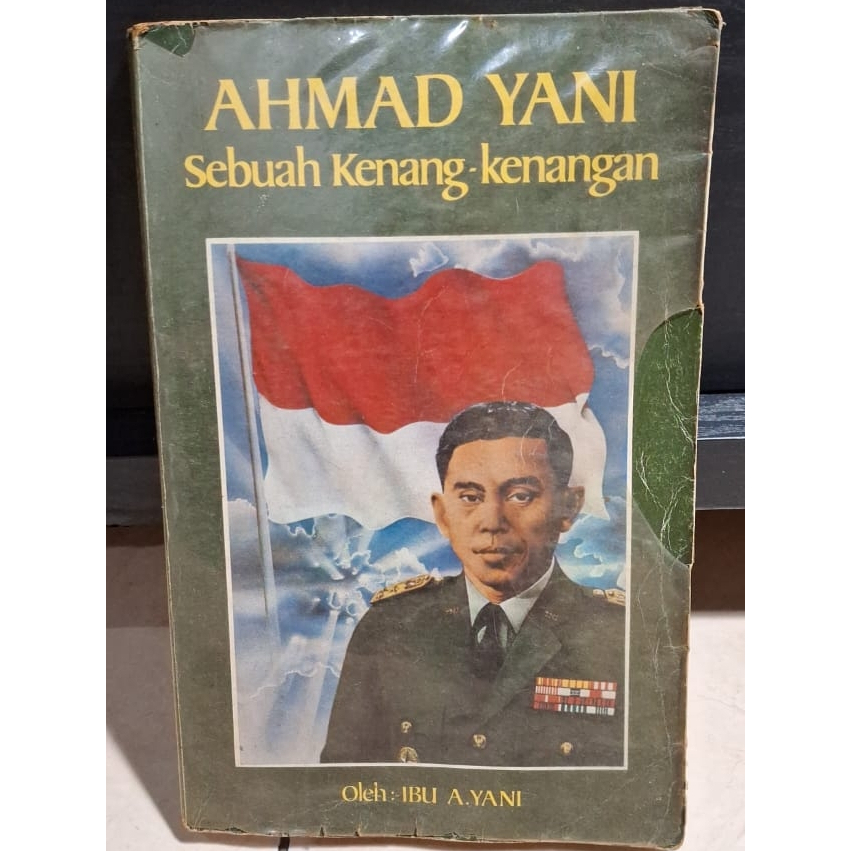 AHMAD YANI
Sebuah Kenang-kenangan
Oleh: IBU A. YANI